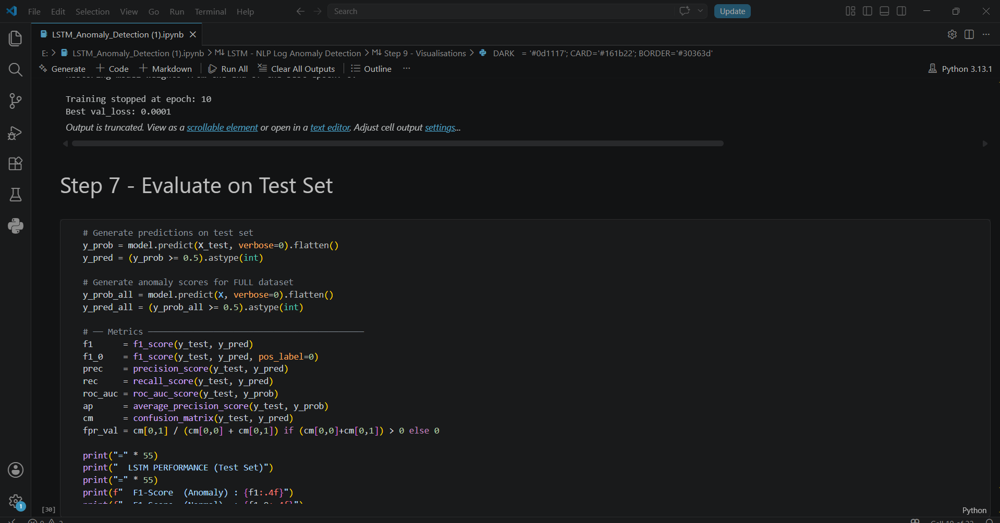 File Edit Selection View Go Run Terminal Help Search Update
LSTM_Anomaly_Detection (1).ipynb
E: > LSTM_Anomaly_Detection (1).ipynb > M↓ LSTM - NLP Log Anomaly Detection > M↓ Step 9 - Visualisations > DARK = '#0d1117'; CARD='#161b22'; BORDER='#30363d'
Generate + Code + Markdown Run All Clear All Outputs Outline ... Python 3.13.1
Training stopped at epoch: 10
Best val_loss: 0.0001
Output is truncated. View as a scrollable element or open in a text editor. Adjust cell output settings...
Step 7 - Evaluate on Test Set
# Generate predictions on test set
y_prob = model.predict(X_test, verbose=0).flatten()
y_pred = (y_prob >= 0.5).astype(int)
# Generate anomaly scores for FULL dataset
y_prob_all = model.predict(X, verbose=0).flatten()
y_pred_all = (y_prob_all >= 0.5).astype(int)
# —— Metrics ———————————————————————
f1      = f1_score(y_test, y_pred)
f1_0    = f1_score(y_test, y_pred, pos_label=0)
prec    = precision_score(y_test, y_pred)
rec     = recall_score(y_test, y_pred)
roc_auc = roc_auc_score(y_test, y_prob)
ap      = average_precision_score(y_test, y_prob)
cm      = confusion_matrix(y_test, y_pred)
fpr_val = cm[0,1] / (cm[0,0] + cm[0,1]) if (cm[0,0]+cm[0,1]) > 0 else 0
print("=" * 55)
print("  LSTM PERFORMANCE (Test Set)")
print("=" * 55)
print(f"  F1-Score  (Anomaly) : {f1:.4f}")
[30]
Python
1